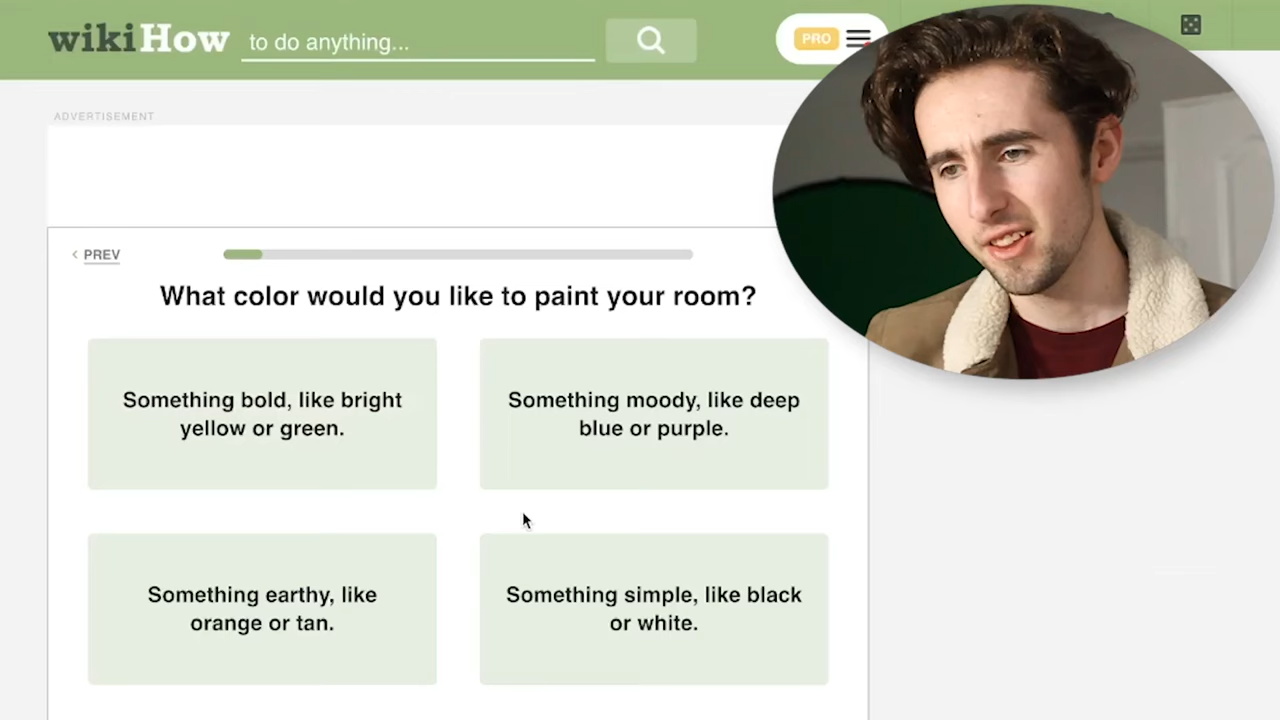 wikiHow to do anything...
PRO
ADVERTISEMENT
< PREV
What color would you like to paint your room?
Something bold, like bright
yellow or green.
Something moody, like deep
blue or purple.
Something earthy, like
orange or tan.
Something simple, like black
or white.